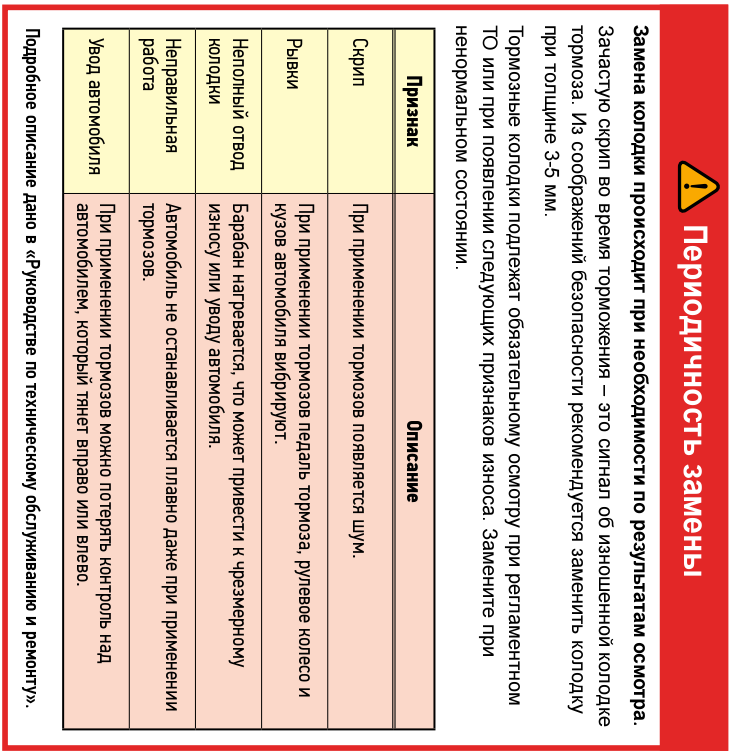 Периодичность замены
Замена колодки происходит при необходимости по результатам осмотра.
Зачастую скрип во время торможения – это сигнал об изношенной колодке
тормоза. Из соображений безопасности рекомендуется заменить колодку
при толщине 3-5 мм.
Тормозные колодки подлежат обязательному осмотру при регламентном
ТО или при появлении следующих признаков износа. Замените при
ненормальном состоянии.
Признак
Описание
Скрип
При применении тормозов появляется шум.
Рывки
При применении тормозов педаль тормоза, рулевое колесо и
кузов автомобиля вибрируют.
Неполный отвод
колодки
Барабан нагревается, что может привести к чрезмерному
износу или уводу автомобиля.
Неправильная
работа
Автомобиль не останавливается плавно даже при применении
тормозов.
Увод автомобиля
При применении тормозов можно потерять контроль над
автомобилем, который тянет вправо или влево.
Подробное описание дано в «Руководстве по техническому обслуживанию и ремонту».